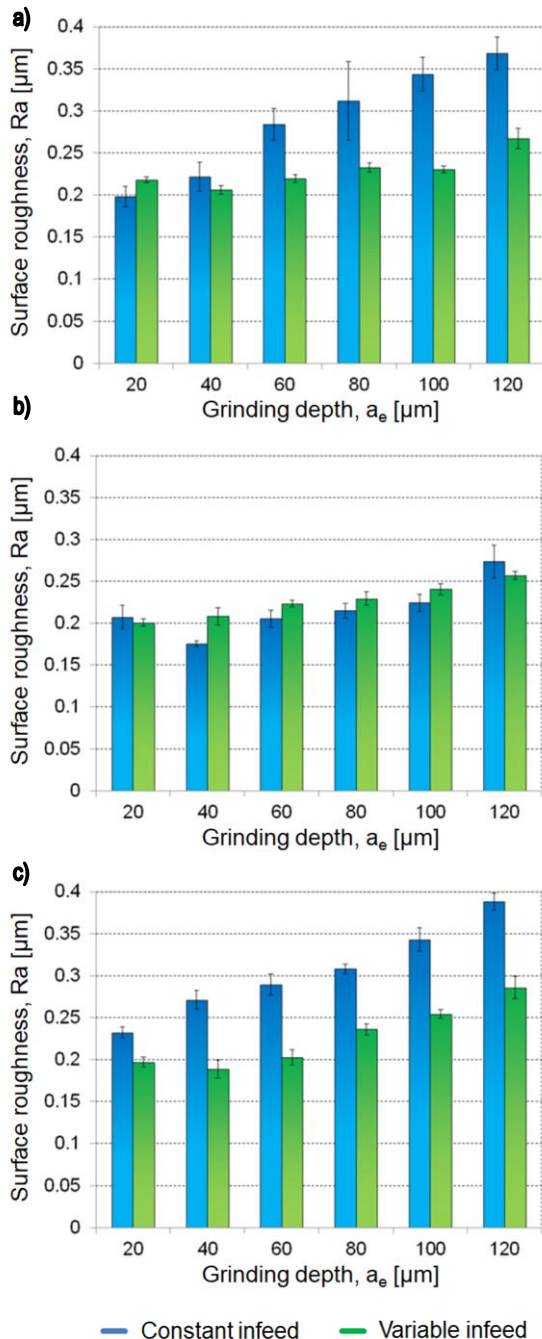 a)
Surface roughness, Ra [µm]
0.4
0.35
0.3
0.25
0.2
0.15
0.1
0.05
0
20 40 60 80 100 120
Grinding depth, aₑ [µm]
b)
Surface roughness, Ra [µm]
0.4
0.35
0.3
0.25
0.2
0.15
0.1
0.05
0
20 40 60 80 100 120
Grinding depth, aₑ [µm]
c)
Surface roughness, Ra [µm]
0.4
0.35
0.3
0.25
0.2
0.15
0.1
0.05
0
20 40 60 80 100 120
Grinding depth, aₑ [µm]
Constant infeed Variable infeed